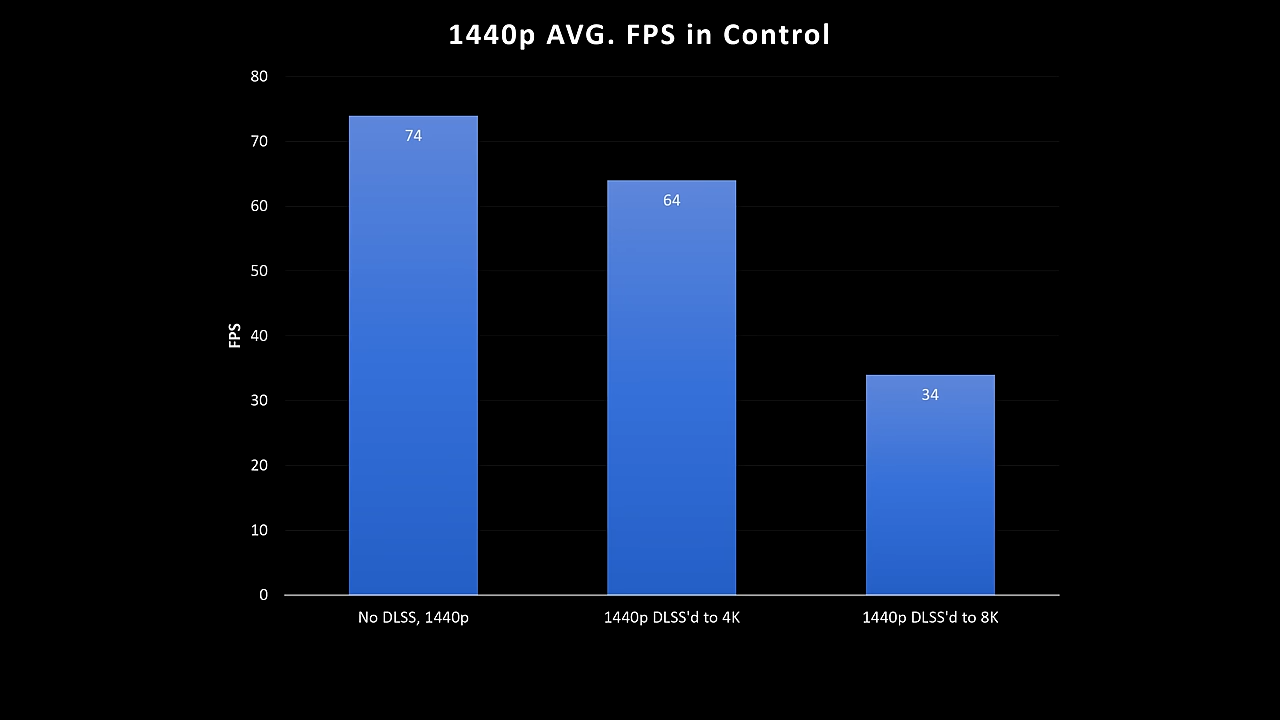 1440p AVG. FPS in Control
80
70
60
50
40
30
20
10
0
FPS
74
64
34
No DLSS, 1440p
1440p DLSS'd to 4K
1440p DLSS'd to 8K